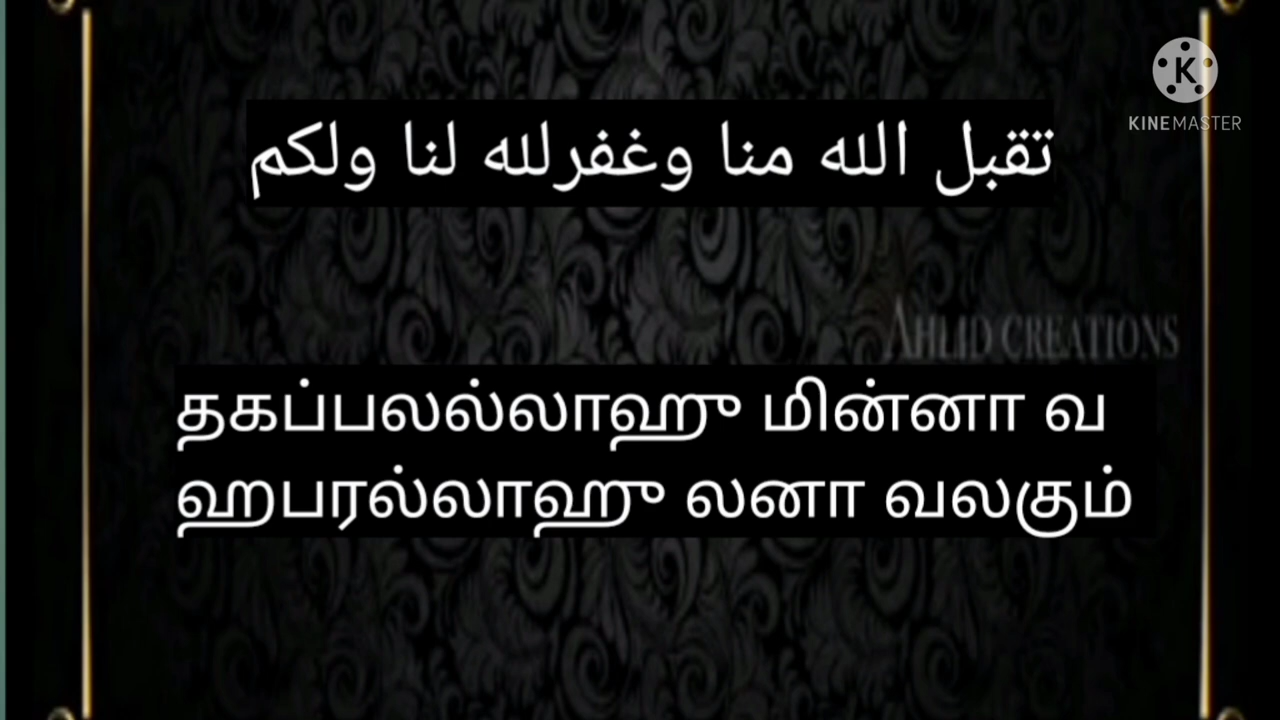 KINEMASTER
تقبل الله منا وغفرلله لنا ولكم
AHLID CREATIONS
தகப்பலல்லாஹு மின்னா வ
ஹபரல்லாஹு லனா வலகும்